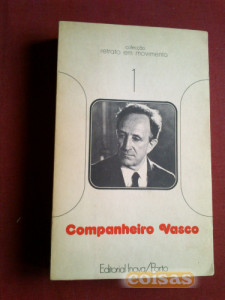 colecção
retrato em movimento
1
Companheiro Vasco
Editorial Inova/Porto
coisas